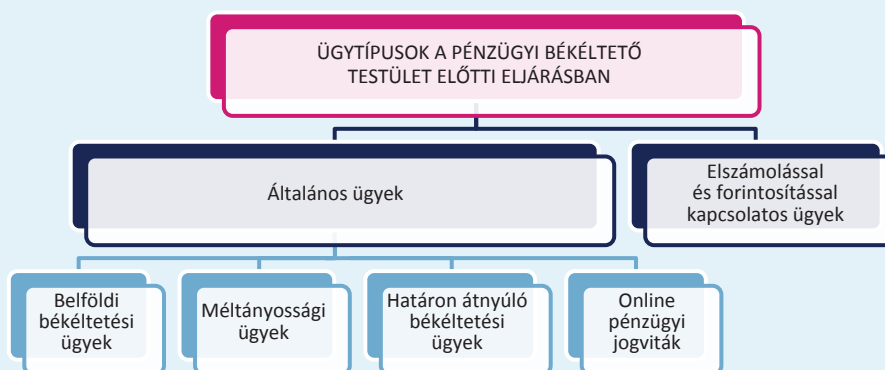 ÜGYTÍPUSOK A PÉNZÜGYI BÉKÉLTETŐ
TESTÜLET ELŐTTI ELJÁRÁSBAN
Általános ügyek
Elszámolással
és forintosítással
kapcsolatos ügyek
Belföldi
békéltetési
ügyek
Méltányossági
ügyek
Határon átnyúló
békéltetési
ügyek
Online
pénzügyi
jogviták